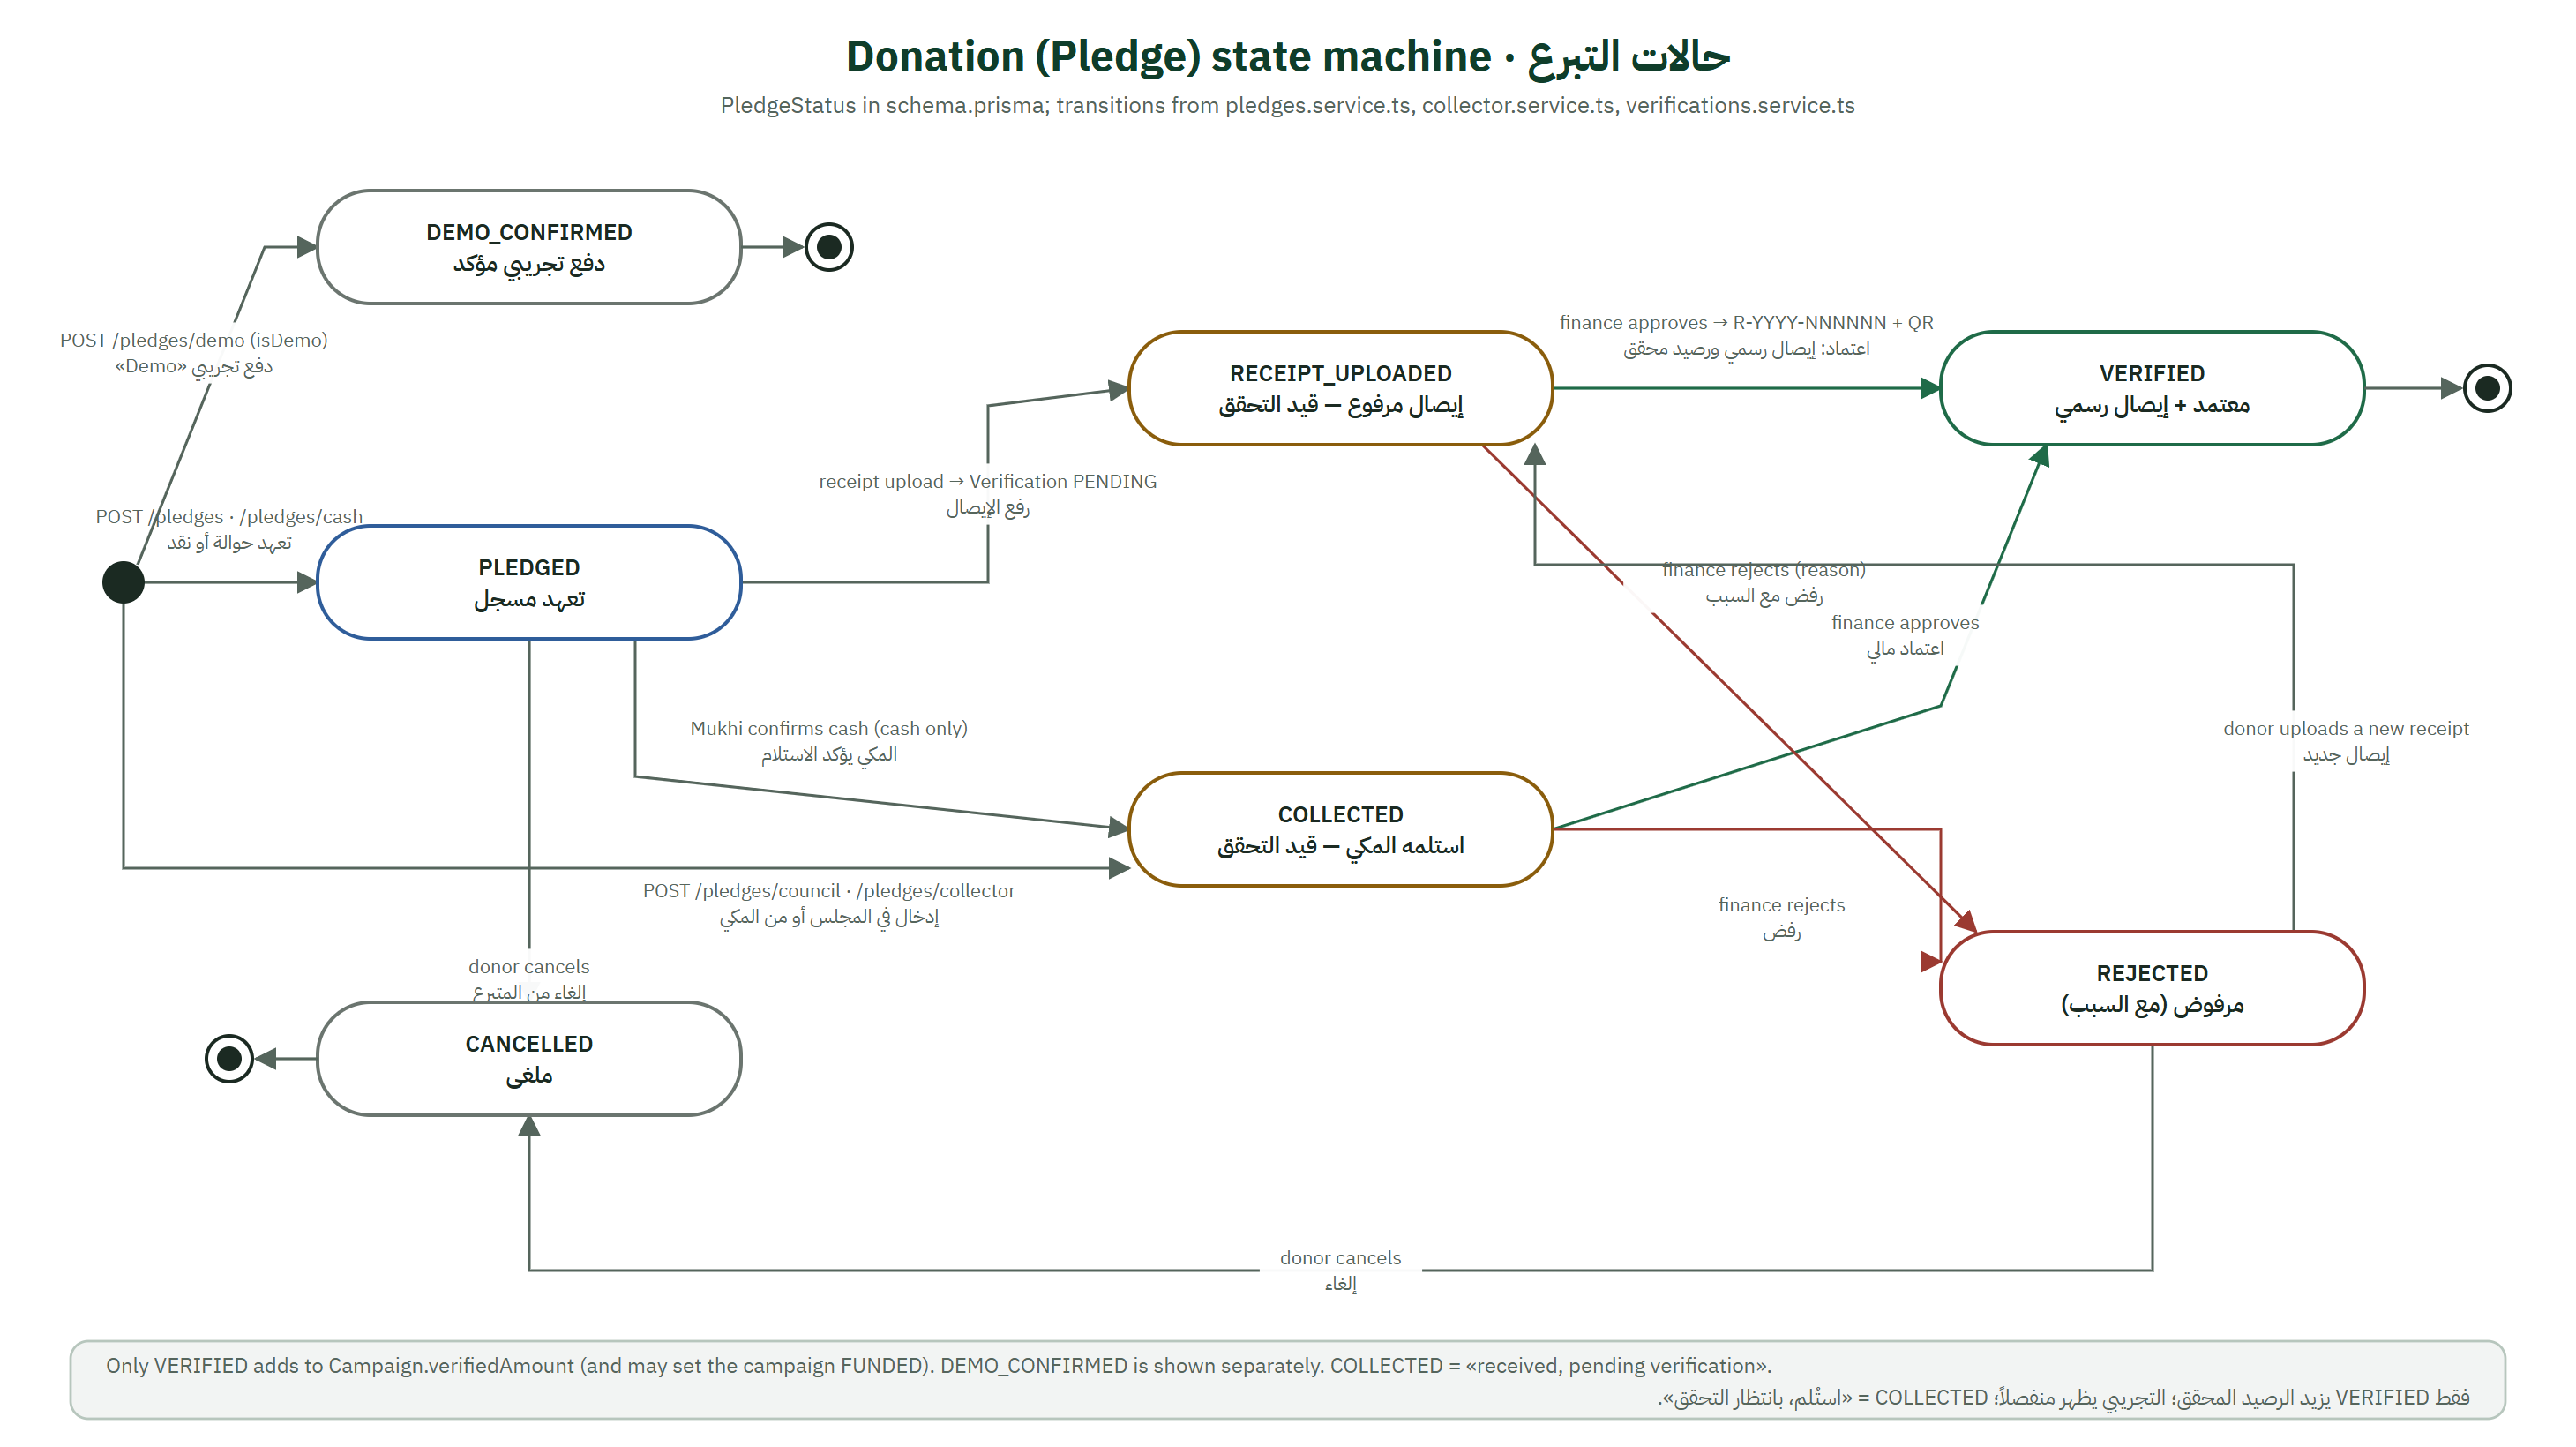 Donation (Pledge) state machine · حالات التبرع
PledgeStatus in schema.prisma; transitions from pledges.service.ts, collector.service.ts, verifications.service.ts
DEMO_CONFIRMED
دفع تجريبي مؤكد
POST /pledges/demo (isDemo)
دفع تجريبي «Demo»
finance approves → R-YYYY-NNNNNN + QR
اعتماد: إيصال رسمي ورصيد محقق
RECEIPT_UPLOADED
إيصال مرفوع — قيد التحقق
VERIFIED
معتمد + إيصال رسمي
receipt upload → Verification PENDING
رفع الإيصال
POST /pledges · /pledges/cash
تعهد حوالة أو نقد
PLEDGED
تعهد مسجل
finance rejects (reason)
رفض مع السبب
finance approves
اعتماد مالي
Mukhi confirms cash (cash only)
المكي يؤكد الاستلام
donor uploads a new receipt
إيصال جديد
COLLECTED
استلمه المكي — قيد التحقق
POST /pledges/council · /pledges/collector
إدخال في المجلس أو من المكي
finance rejects
رفض
donor cancels
إلغاء من المتبرع
REJECTED
مرفوض (مع السبب)
CANCELLED
ملغى
donor cancels
إلغاء
Only VERIFIED adds to Campaign.verifiedAmount (and may set the campaign FUNDED). DEMO_CONFIRMED is shown separately. COLLECTED = «received, pending verification».
فقط VERIFIED يزيد الرصيد المحقق؛ التجريبي يظهر منفصلاً؛ COLLECTED = «استُلم، بانتظار التحقق».